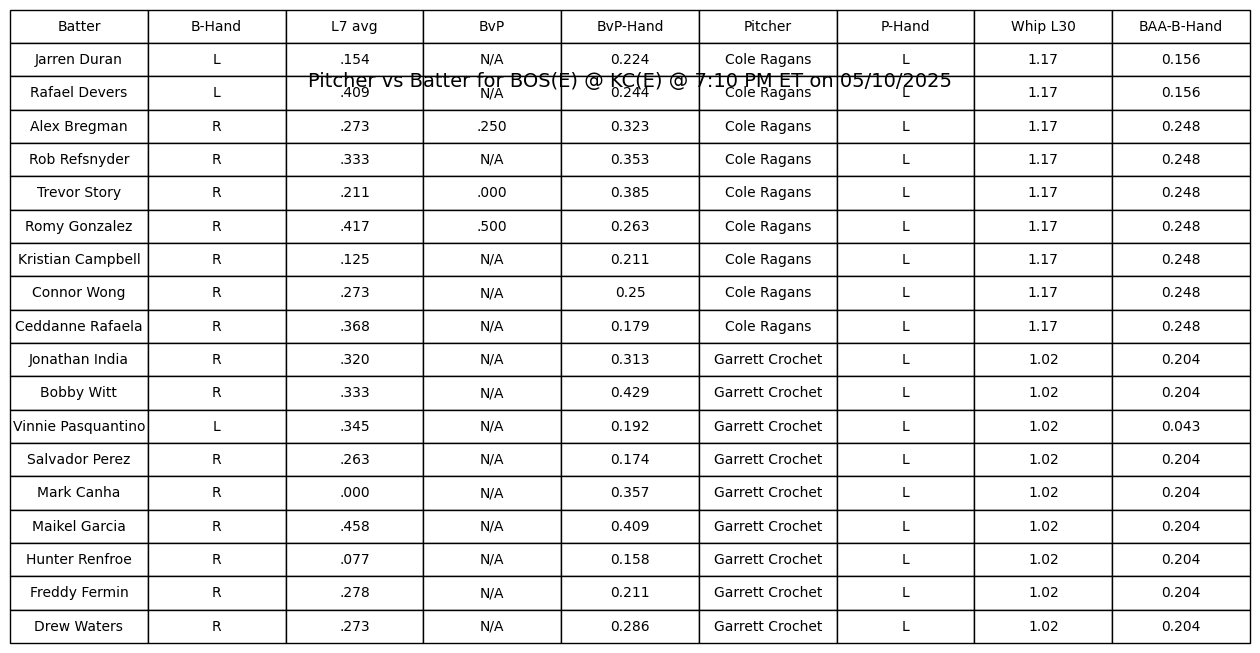 Batter B-Hand L7 avg BvP BvP-Hand Pitcher P-Hand Whip L30 BAA-B-Hand
Jarren Duran L .154 N/A 0.224 Cole Ragans L 1.17 0.156
Pitcher vs Batter for BOS(E) @ KC(E) @ 7:10 PM ET on 05/10/2025
Rafael Devers L .409 N/A 0.244 Cole Ragans L 1.17 0.156
Alex Bregman R .273 .250 0.323 Cole Ragans L 1.17 0.248
Rob Refsnyder R .333 N/A 0.353 Cole Ragans L 1.17 0.248
Trevor Story R .211 .000 0.385 Cole Ragans L 1.17 0.248
Romy Gonzalez R .417 .500 0.263 Cole Ragans L 1.17 0.248
Kristian Campbell R .125 N/A 0.211 Cole Ragans L 1.17 0.248
Connor Wong R .273 N/A 0.25 Cole Ragans L 1.17 0.248
Ceddanne Rafaela R .368 N/A 0.179 Cole Ragans L 1.17 0.248
Jonathan India R .320 N/A 0.313 Garrett Crochet L 1.02 0.204
Bobby Witt R .333 N/A 0.429 Garrett Crochet L 1.02 0.204
Vinnie Pasquantino L .345 N/A 0.192 Garrett Crochet L 1.02 0.043
Salvador Perez R .263 N/A 0.174 Garrett Crochet L 1.02 0.204
Mark Canha R .000 N/A 0.357 Garrett Crochet L 1.02 0.204
Maikel Garcia R .458 N/A 0.409 Garrett Crochet L 1.02 0.204
Hunter Renfroe R .077 N/A 0.158 Garrett Crochet L 1.02 0.204
Freddy Fermin R .278 N/A 0.211 Garrett Crochet L 1.02 0.204
Drew Waters R .273 N/A 0.286 Garrett Crochet L 1.02 0.204